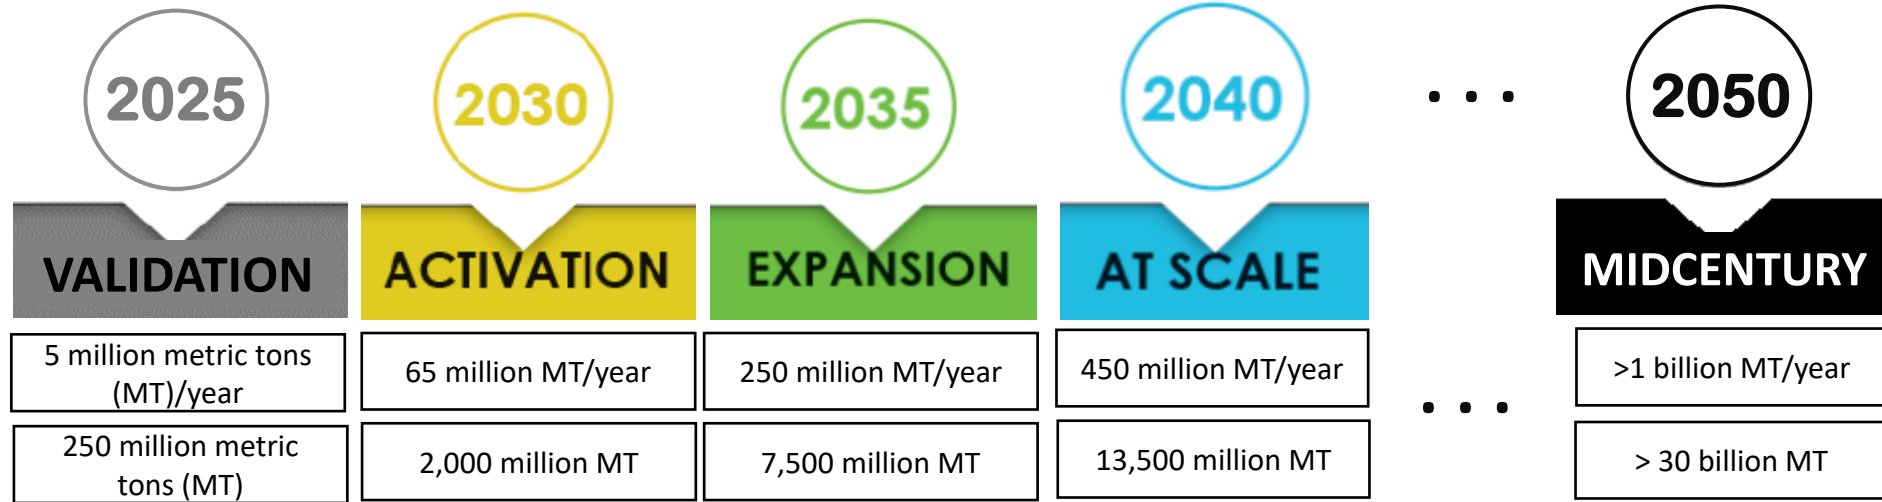 2025
2030
2035
2040
. . .
2050
VALIDATION
ACTIVATION
EXPANSION
AT SCALE
MIDCENTURY
5 million metric tons
(MT)/year
65 million MT/year
250 million MT/year
450 million MT/year
>1 billion MT/year
. . .
250 million metric
tons (MT)
2,000 million MT
7,500 million MT
13,500 million MT
> 30 billion MT